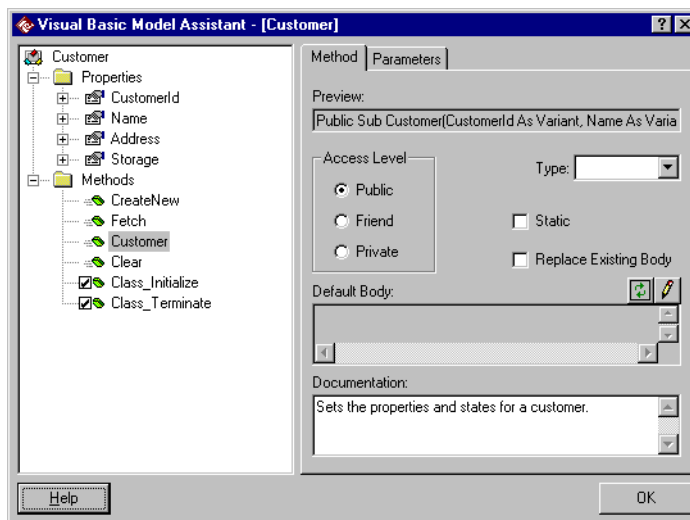 Visual Basic Model Assistant - [Customer]
Customer
Properties
CustomerId
Name
Address
Storage
Methods
CreateNew
Fetch
Customer
Clear
Class_Initialize
Class_Terminate
Method Parameters
Preview:
Public Sub Customer(CustomerId As Variant, Name As Varia
Access Level
Public
Friend
Private
Type:
Static
Replace Existing Body
Default Body:
Documentation:
Sets the properties and states for a customer.
Help
OK